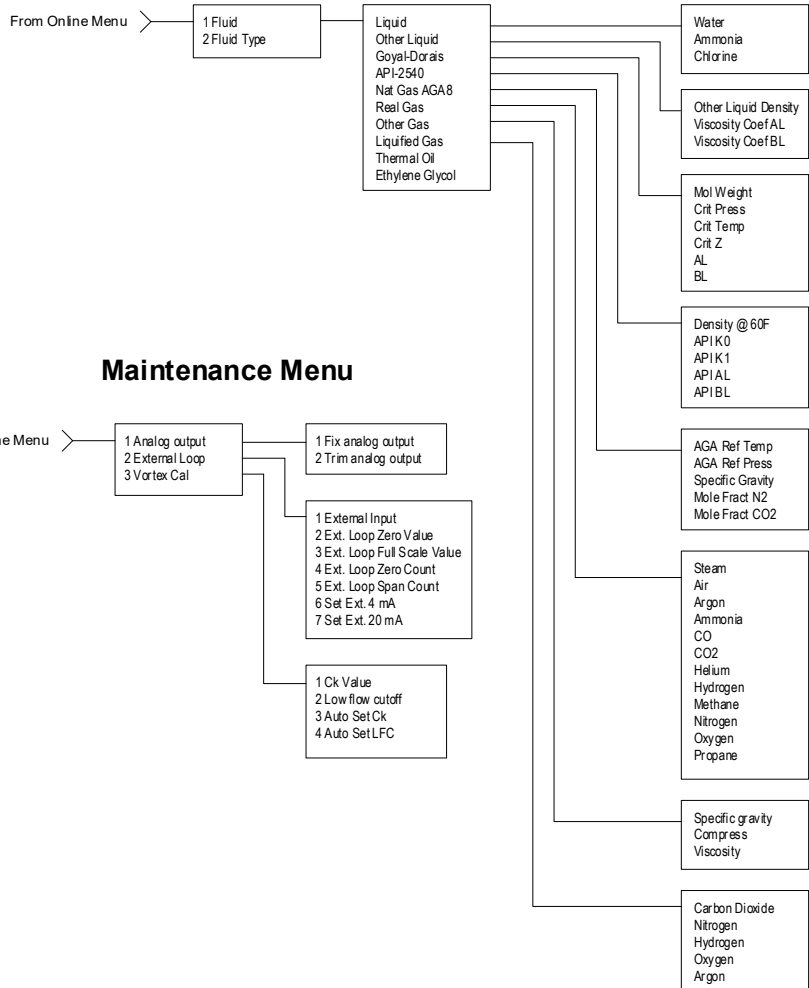 From Online Menu
1 Fluid
2 Fluid Type
Liquid
Other Liquid
Goyal-Dorais
API-2540
Nat Gas AGA8
Real Gas
Other Gas
Liquified Gas
Thermal Oil
Ethylene Glycol
Water
Ammonia
Chlorine
Other Liquid Density
Viscosity Coef AL
Viscosity Coef BL
Mol Weight
Crit Press
Crit Temp
Crit Z
AL
BL
Density @ 60F
API K0
API K1
API AL
API BL
AGA Ref Temp
AGA Ref Press
Specific Gravity
Mole Fract N2
Mole Fract CO2
Steam
Air
Argon
Ammonia
CO
CO2
Helium
Hydrogen
Methane
Nitrogen
Oxygen
Propane
Specific gravity
Compress
Viscosity
Carbon Dioxide
Nitrogen
Hydrogen
Oxygen
Argon
Maintenance Menu
Menu
1 Analog output
2 External Loop
3 Vortex Cal
1 Fix analog output
2 Trim analog output
1 External Input
2 Ext. Loop Zero Value
3 Ext. Loop Full Scale Value
4 Ext. Loop Zero Count
5 Ext. Loop Span Count
6 Set Ext. 4 mA
7 Set Ext. 20 mA
1 Ck Value
2 Low flow cutoff
3 Auto Set Ck
4 Auto Set LFC